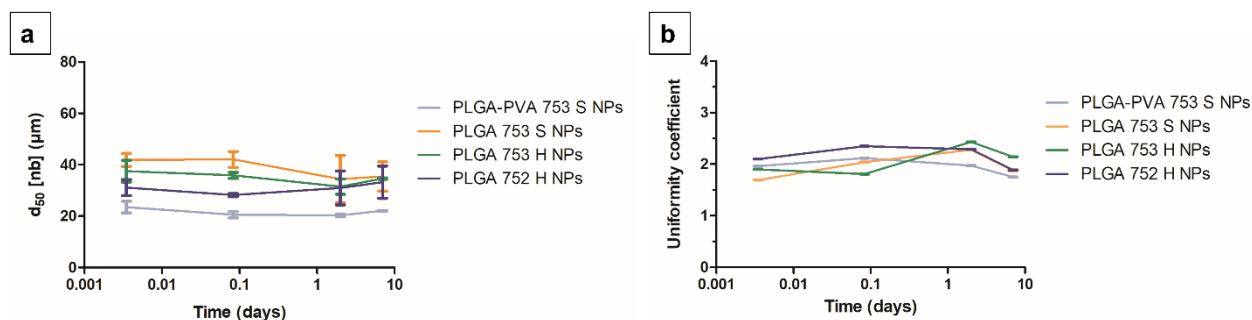 a
80
60
40
20
0
d50 [nb] (µm)
0.001
0.01
0.1
1
10
Time (days)
PLGA-PVA 753 S NPs
PLGA 753 S NPs
PLGA 753 H NPs
PLGA 752 H NPs
b
4
3
2
1
0
Uniformity coefficient
0.001
0.01
0.1
1
10
Time (days)
PLGA-PVA 753 S NPs
PLGA 753 S NPs
PLGA 753 H NPs
PLGA 752 H NPs